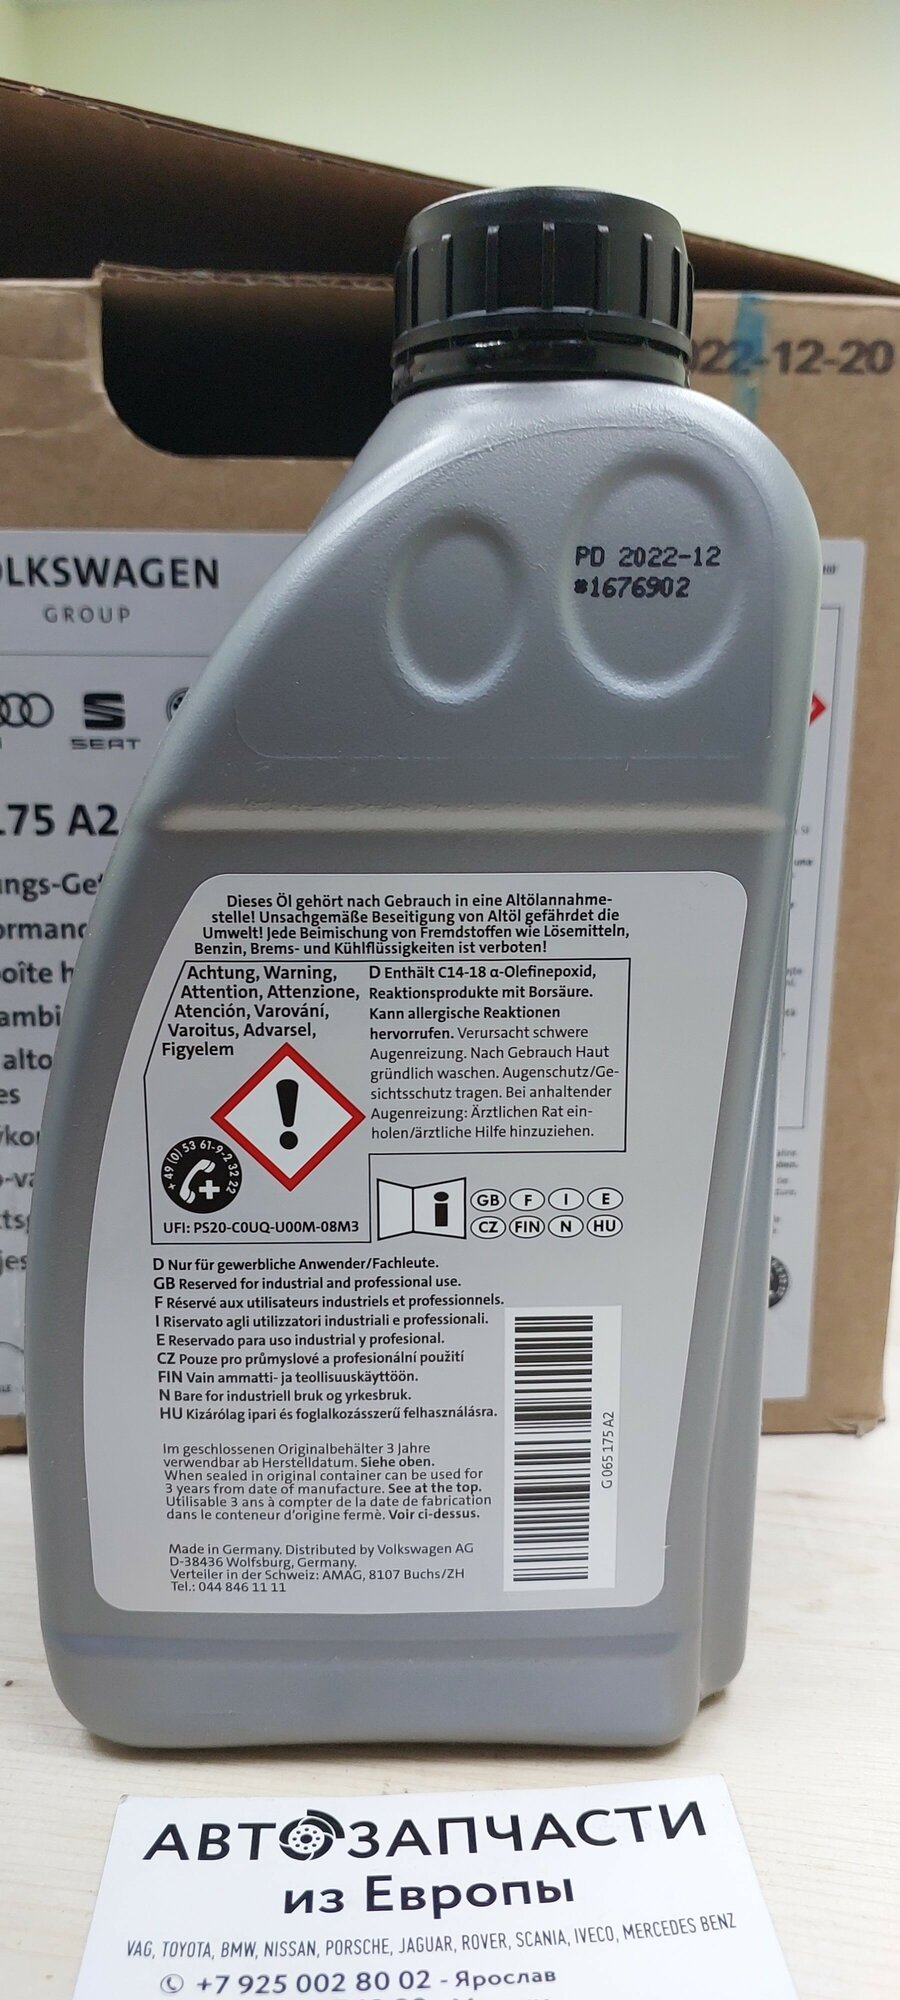 22-12-20
PD 2022-12
#1676902
OLKSWAGEN
GROUP
SEAT
175 A2
Dieses Öl gehört nach Gebrauch in eine Altölannahme-
stelle! Unsachgemäße Beseitigung von Altöl gefährdet die
Umwelt! Jede Beimischung von Fremdstoffen wie Lösemitteln,
Benzin, Brems- und Kühlflüssigkeiten ist verboten!
Achtung, Warning,
Attention, Attenzione,
Atención, Varování,
Varoitus, Advarsel,
Figyelem
D Enthält C14-18 α-Olefinepoxid,
Reaktionsprodukte mit Borsäure.
Kann allergische Reaktionen
hervorrufen. Verursacht schwere
Augenreizung. Nach Gebrauch Haut
gründlich waschen. Augenschutz/Ge-
sichtsschutz tragen. Bei anhaltender
Augenreizung: Ärztlichen Rat ein-
holen/ärztliche Hilfe hinzuziehen.
+49 (0) 53 61-9-2 32 22
UFI: PS20-C0UQ-U00M-08M3
GB F I E
CZ FIN N HU
D Nur für gewerbliche Anwender/Fachleute.
GB Reserved for industrial and professional use.
F Réservé aux utilisateurs industriels et professionnels.
I Riservato agli utilizzatori industriali e professionali.
E Reservado para uso industrial y profesional.
CZ Pouze pro průmyslové a profesionální použití
FIN Vain ammatti- ja teollisuuskäyttöön.
N Bare for industriell bruk og yrkesbruk.
HU Kizárólag ipari és foglalkozásszerű felhasználásra.
Im geschlossenen Originalbehälter 3 Jahre
verwendbar ab Herstelldatum. Siehe oben.
When sealed in original container can be used for
3 years from date of manufacture. See at the top.
Utilisable 3 ans à compter de la date de fabrication
dans le conteneur d'origine fermè. Voir ci-dessus.
G 065 175 A2
Made in Germany. Distributed by Volkswagen AG
D-38436 Wolfsburg, Germany.
Verteiler in der Schweiz: AMAG, 8107 Buchs/ZH
Tel.: 044 846 11 11
АВТОЗАПЧАСТИ
из Европы
VAG, TOYOTA, BMW, NISSAN, PORSCHE, JAGUAR, ROVER, SCANIA, IVECO, MERCEDES BENZ
+7 925 002 80 02 - Ярослав